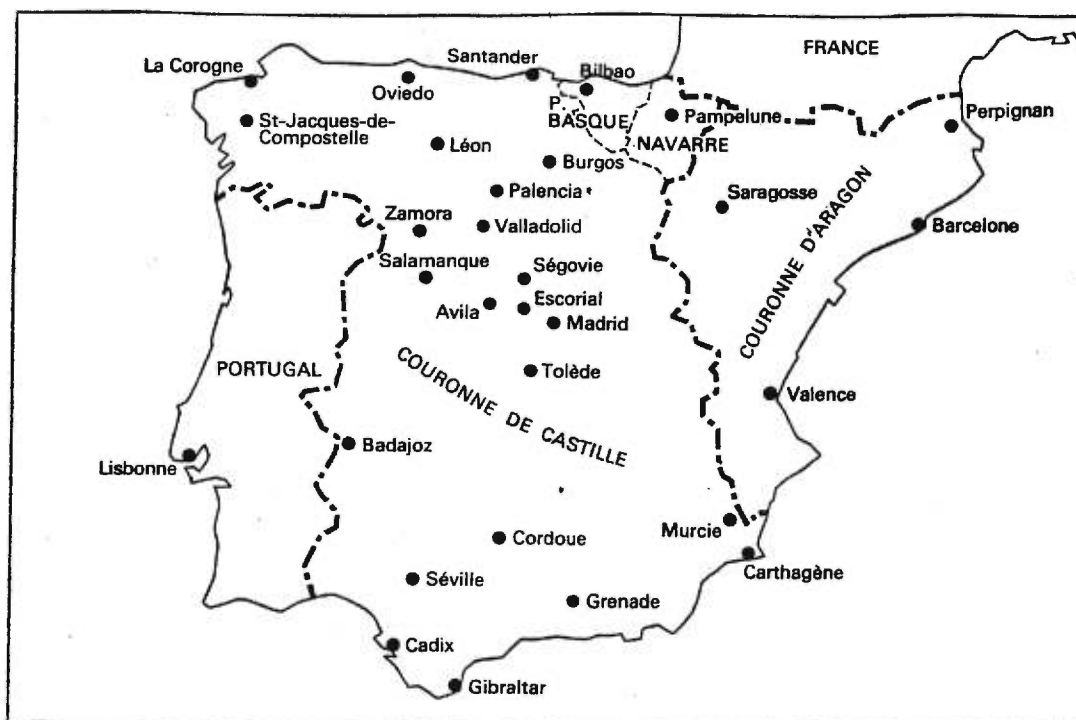 FRANCE
La Corogne
Santander
Bilbao
Oviedo
St-Jacques-de-
Compostelle
P.
BASQUE
Pampelune
Perpignan
Léon
NAVARRE
Burgos
Palencia
Saragosse
Zamora
Valladolid
Barcelone
Salamanque
Ségovie
Avila
Escorial
Madrid
COURONNE D'ARAGON
PORTUGAL
COURONNE DE CASTILLE
Tolède
Valence
Badajoz
Lisbonne
Murcie
Cordoue
Carthagène
Séville
Grenade
Cadix
Gibraltar